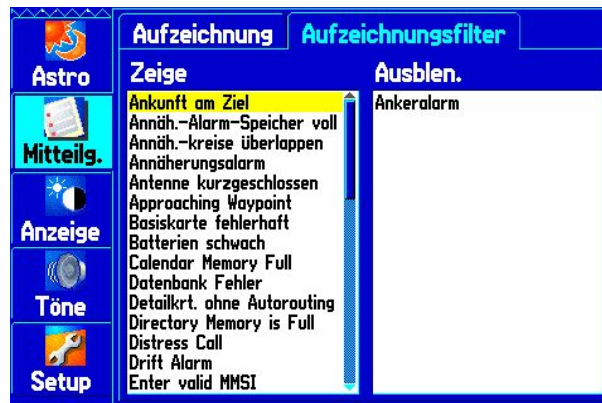 Aufzeichnung
Aufzeichnungsfilter
Astro
Mitteilg.
Anzeige
Töne
Setup
Zeige
Ankunft am Ziel
Annäh.-Alarm-Speicher voll
Annäh.-kreise überlappen
Annäherungsalarm
Antenne kurzgeschlossen
Approaching Waypoint
Basiskarte fehlerhaft
Batterien schwach
Calendar Memory Full
Datenbank Fehler
Detailkrt. ohne Autorouting
Directory Memory is Full
Distress Call
Drift Alarm
Enter valid MMSI
Ausblen.
Ankeralarm